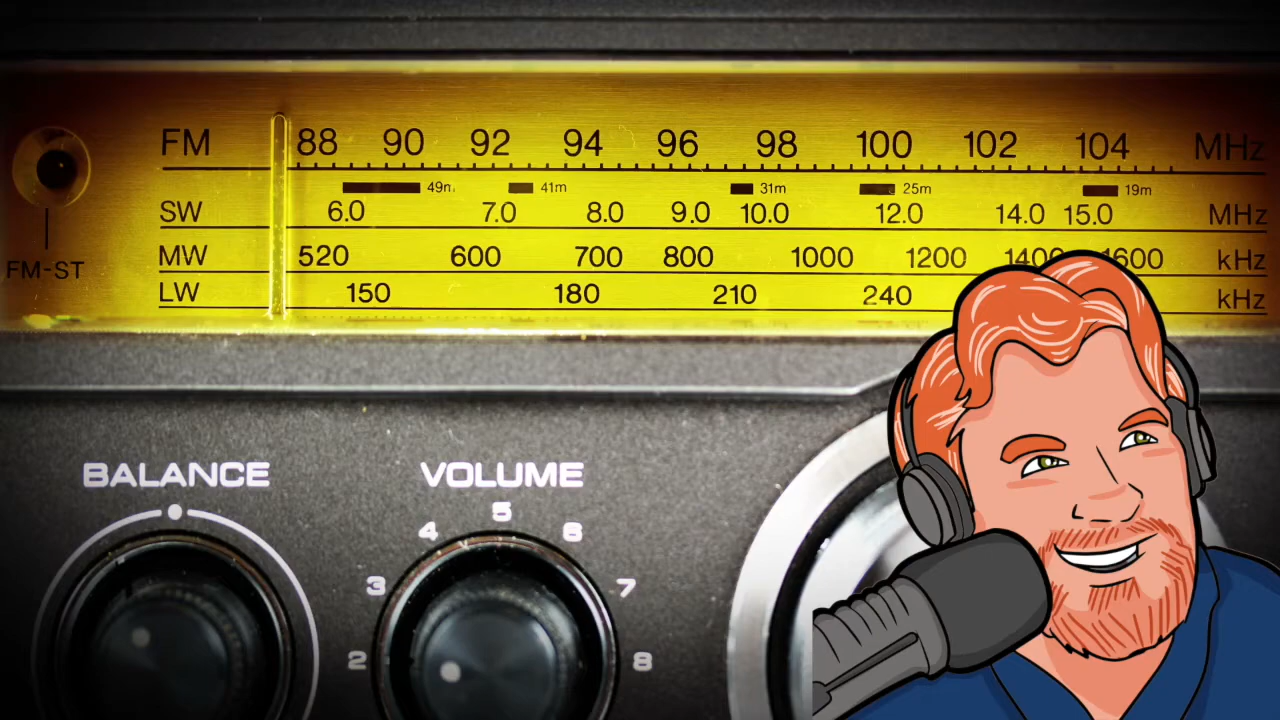 FM 88 90 92 94 96 98 100 102 104 MHz
49m 41m 31m 25m 19m
SW 6.0 7.0 8.0 9.0 10.0 12.0 14.0 15.0 MHz
MW 520 600 700 800 1000 1200 1400 1600 kHz
LW 150 180 210 240 kHz
FM-ST
BALANCE
VOLUME
2 3 4 5 6 7 8